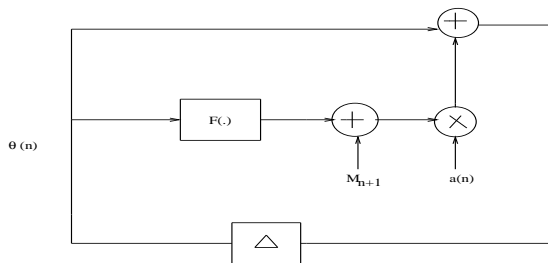 F(.)
θ (n)
M_{n+1}
a(n)